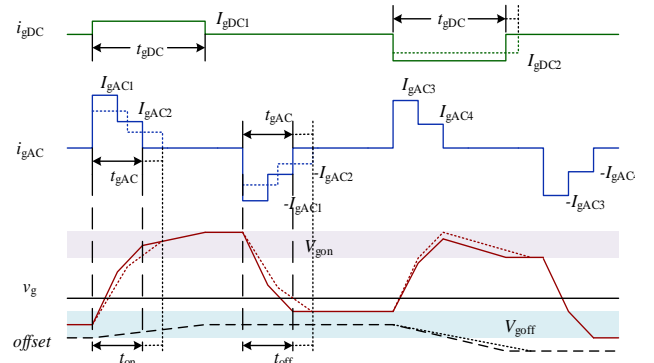 i_gDC
I_gDC1
t_gDC
t_gDC
I_gDC2
I_gAC1
I_gAC2
i_gAC
t_gAC
t_gAC
-I_gAC2
-I_gAC1
I_gAC3
I_gAC4
-I_gAC4
-I_gAC3
V_gon
v_g
V_goff
offset
t_on
t_off